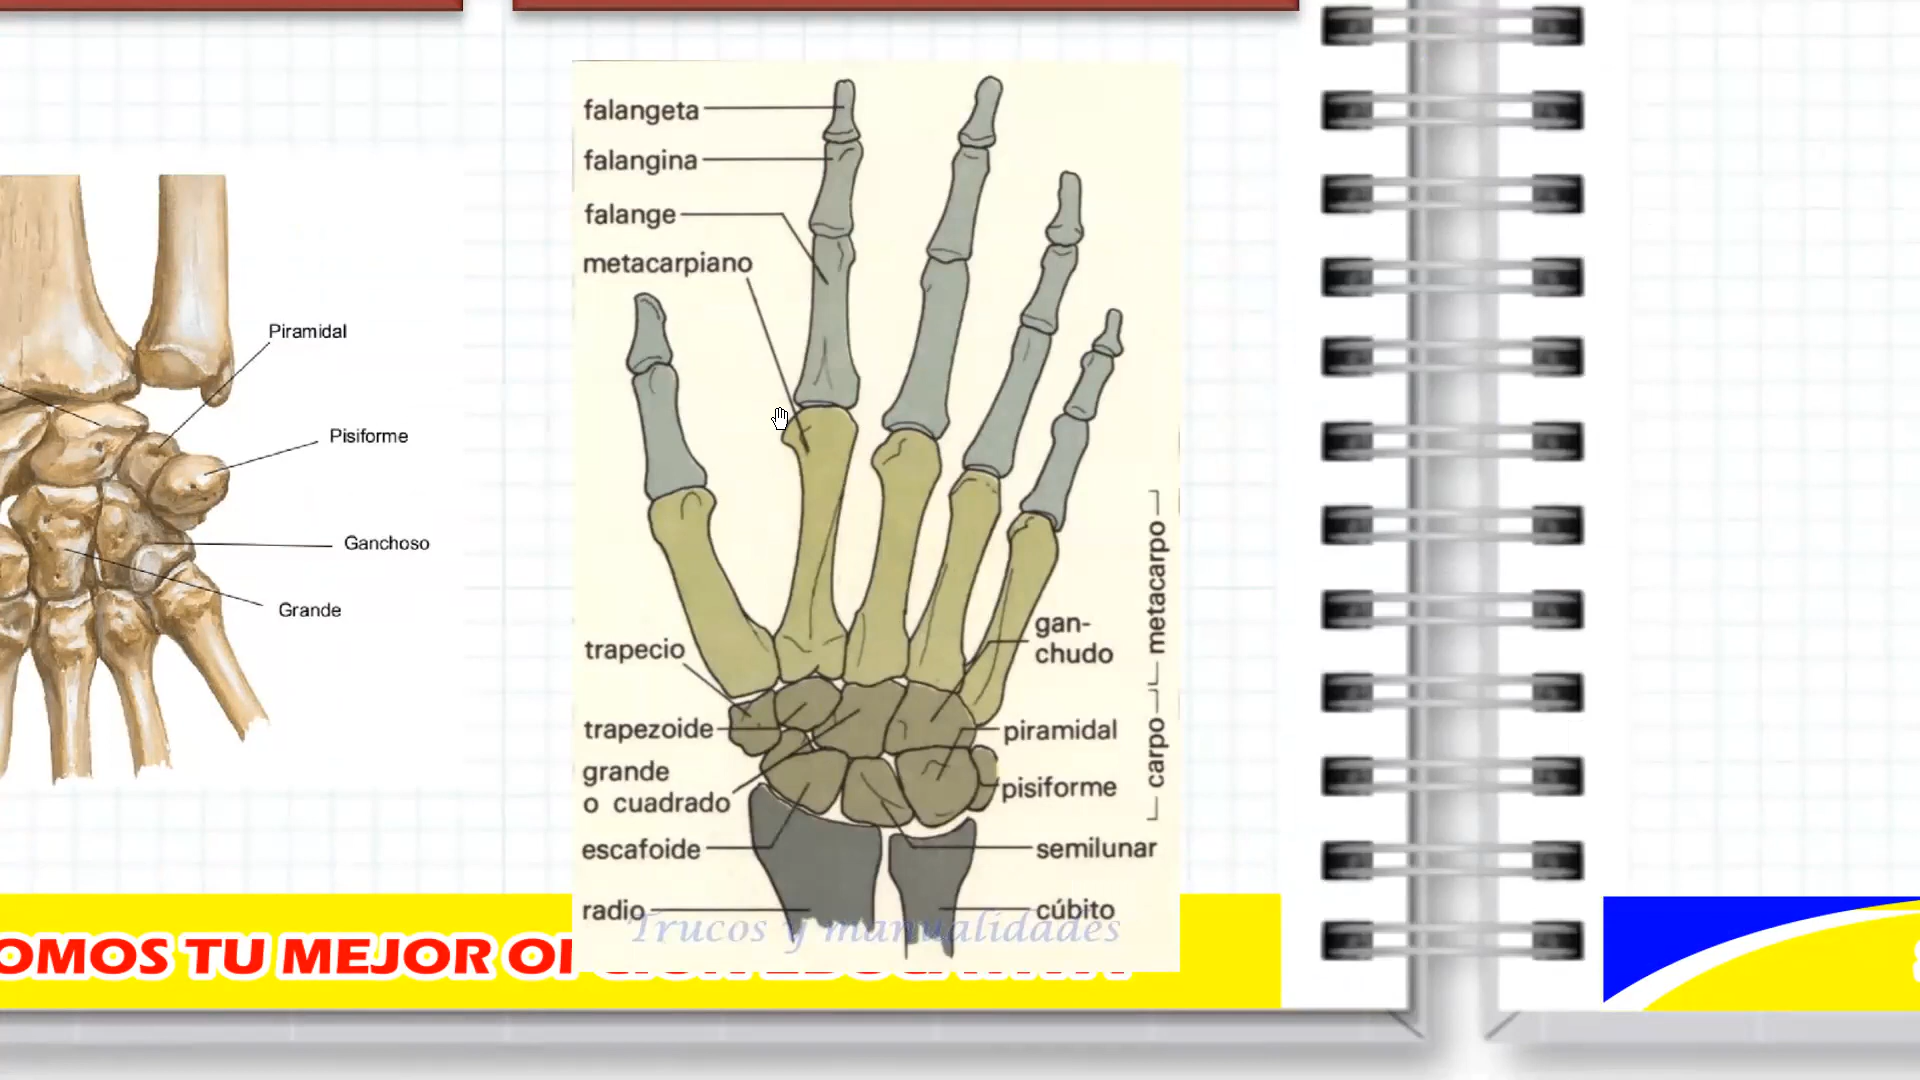 Piramidal
Pisiforme
Ganchoso
Grande
falangeta
falangina
falange
metacarpiano
trapecio
trapezoide
grande
o cuadrado
escafoide
radio
gan-
chudo
piramidal
pisiforme
semilunar
cúbito
metacarpo
carpo
Trucos y manualidades
OMOS TU MEJOR